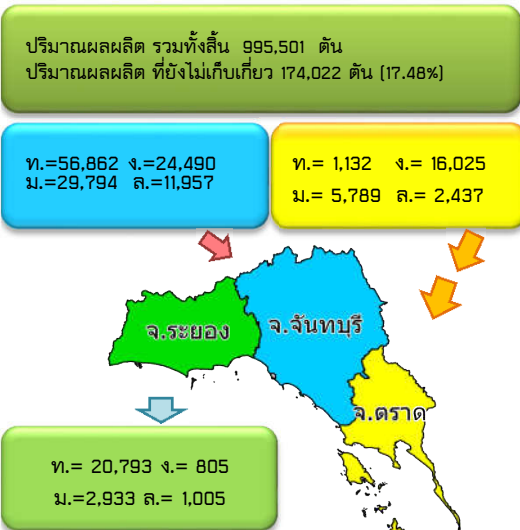 ปริมาณผลผลิต รวมทั้งสิ้น 995,501 ตัน
ปริมาณผลผลิต ที่ยังไม่เก็บเกี่ยว 174,022 ตัน (17.48%)
ท.=56,862 ง.=24,490
ม.=29,794 ล.=11,957
ท.= 1,132 ง.= 16,025
ม.= 5,789 ล.= 2,437
จ.ระยอง
จ.จันทบุรี
จ.ตราด
ท.= 20,793 ง.= 805
ม.=2,933 ล.= 1,005